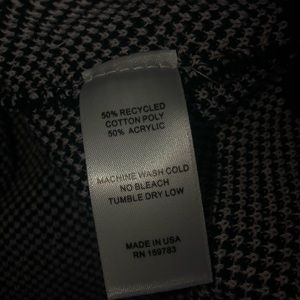 50% RECYCLED
COTTON POLY
50% ACRYLIC
MACHINE WASH COLD
NO BLEACH
TUMBLE DRY LOW
MADE IN USA
RN 159783